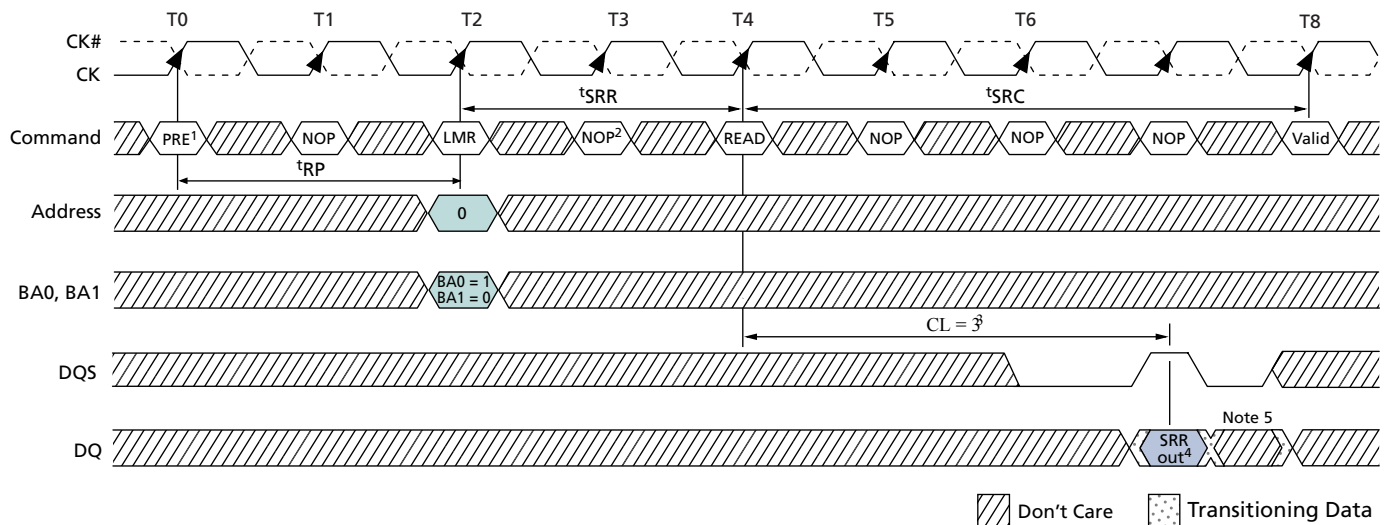 T0 T1 T2 T3 T4 T5 T6 T8
CK#
CK
tSRR tSRC
Command PRE1 NOP LMR NOP2 READ NOP NOP NOP Valid
tRP
Address 0
BA0, BA1 BA0 = 1
BA1 = 0
CL = 33
DQS
Note 5
DQ SRR
out4
Don't Care Transitioning Data